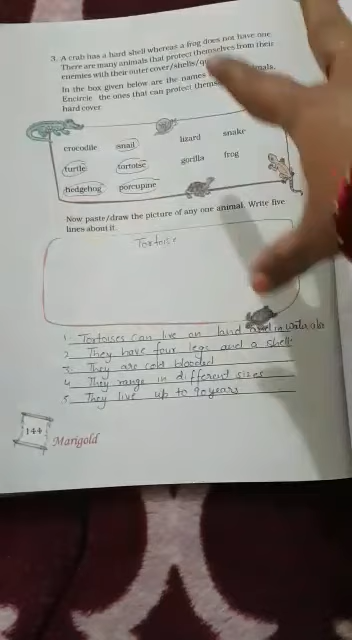 3. A crab has a hard shell whereas a frog does not have one.
There are many animals that protect themselves from their
enemies with their outer cover/shells/
In the box given below are the names
Encircle the ones that can protect
hard cover
crocodile snail lizard snake
turtle tortoise gorilla frog
hedgehog porcupine
Now paste/draw the picture of any one animal. Write five
lines about it.
Tortoise
1. Tortoises can live on land and in
2. They have four legs and a shell
3. They are cold blooded
4. They range in different sizes
5. They live up to 90 years
144
Marigold